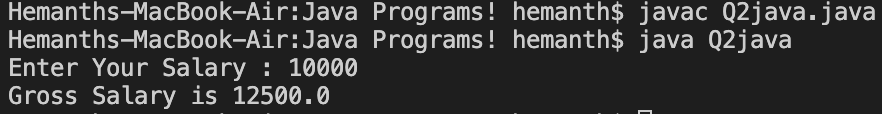 Hemanths-MacBook-Air:Java Programs! hemanth$ javac Q2java.java
Hemanths-MacBook-Air:Java Programs! hemanth$ java Q2java
Enter Your Salary : 10000
Gross Salary is 12500.0